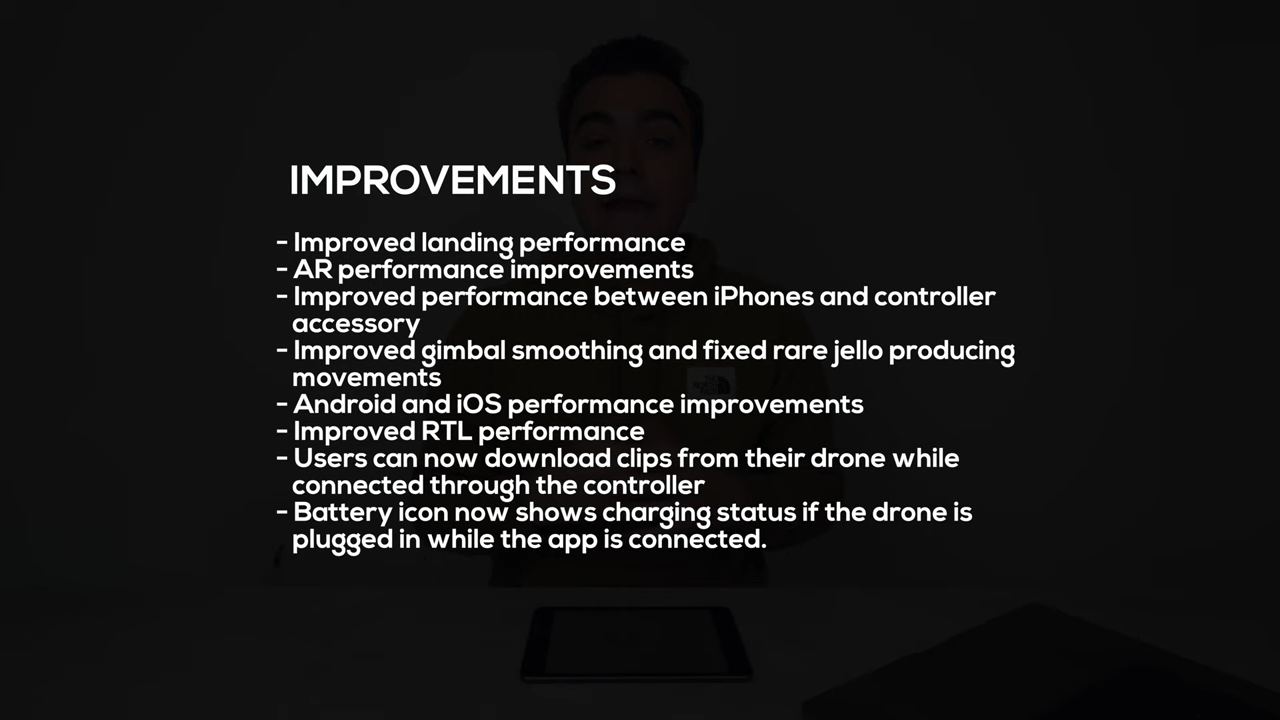 IMPROVEMENTS
- Improved landing performance
- AR performance improvements
- Improved performance between iPhones and controller
accessory
- Improved gimbal smoothing and fixed rare jello producing
movements
- Android and iOS performance improvements
- Improved RTL performance
- Users can now download clips from their drone while
connected through the controller
- Battery icon now shows charging status if the drone is
plugged in while the app is connected.